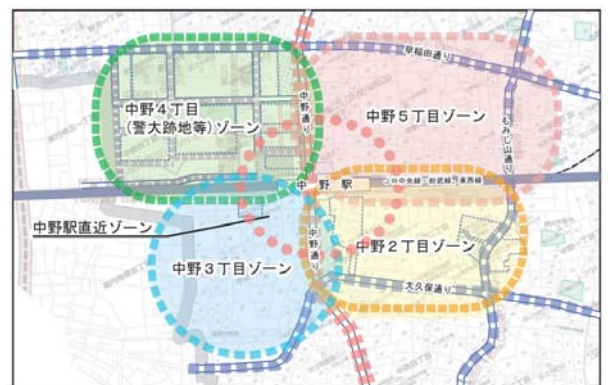 早稲田通り
中野4丁目
(警大跡地等)ゾーン
中野通り
中野5丁目ゾーン
もみじ山通り
中野駅
JR中央線・総武線、東西線
中野駅直近ゾーン
中野通り
中野2丁目ゾーン
中野3丁目ゾーン
大久保通り